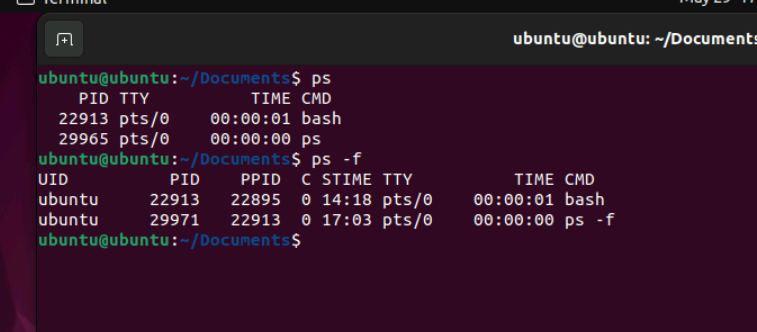 Terminal
ubuntu@ubuntu: ~/Documents
ubuntu@ubuntu:~/Documents$ ps
    PID TTY          TIME CMD
  22913 pts/0    00:00:01 bash
  29965 pts/0    00:00:00 ps
ubuntu@ubuntu:~/Documents$ ps -f
UID          PID    PPID  C STIME TTY          TIME CMD
ubuntu     22913   22895  0 14:18 pts/0    00:00:01 bash
ubuntu     29971   22913  0 17:03 pts/0    00:00:00 ps -f
ubuntu@ubuntu:~/Documents$